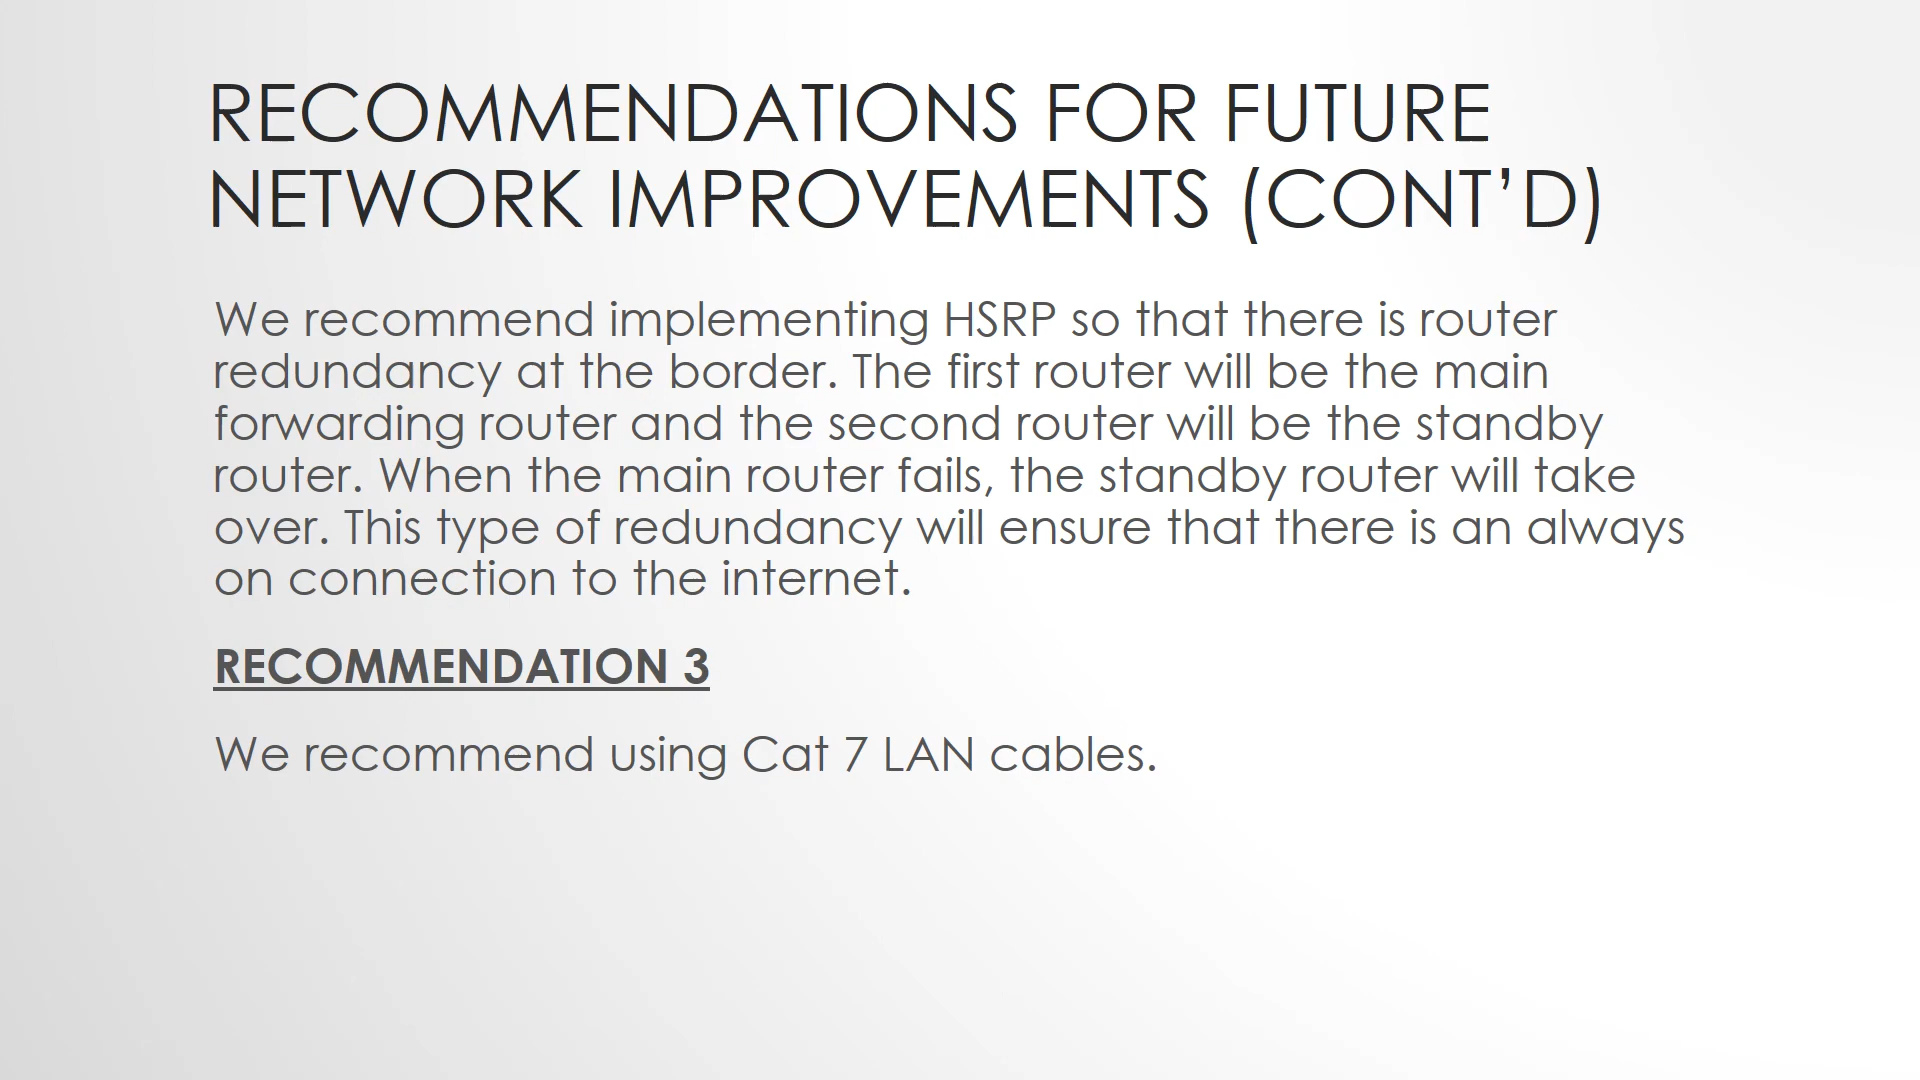 RECOMMENDATIONS FOR FUTURE
NETWORK IMPROVEMENTS (CONT’D)
We recommend implementing HSRP so that there is router
redundancy at the border. The first router will be the main
forwarding router and the second router will be the standby
router. When the main router fails, the standby router will take
over. This type of redundancy will ensure that there is an always
on connection to the internet.
RECOMMENDATION 3
We recommend using Cat 7 LAN cables.